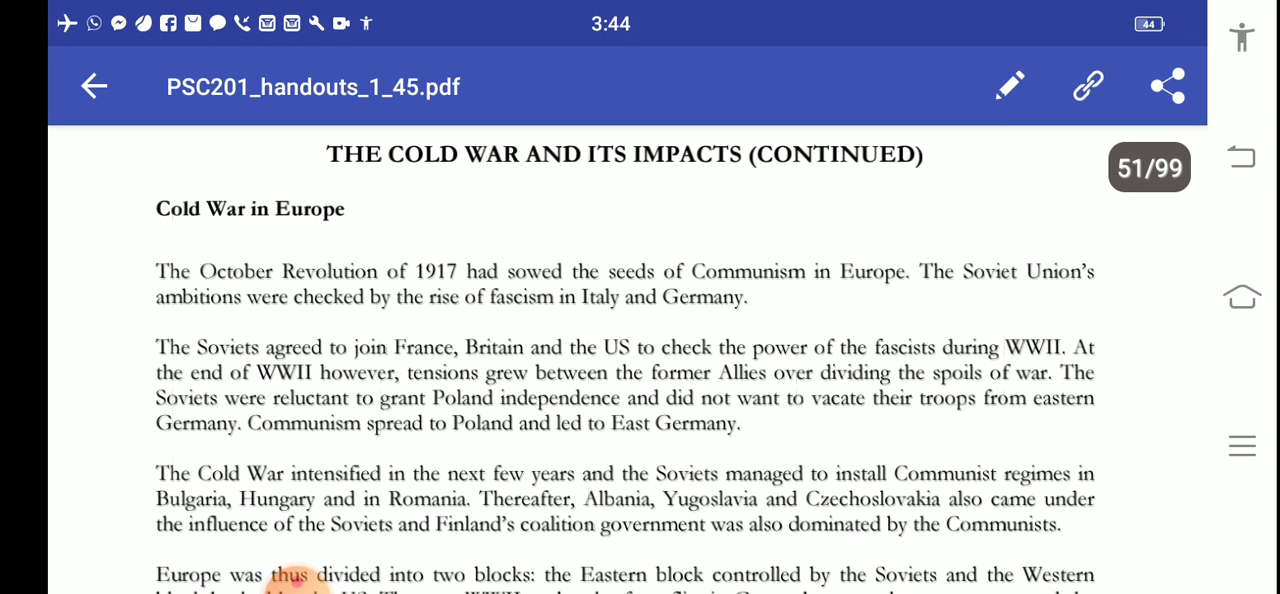 3:44
44
PSC201_handouts_1_45.pdf
THE COLD WAR AND ITS IMPACTS (CONTINUED)
51/99
Cold War in Europe
The October Revolution of 1917 had sowed the seeds of Communism in Europe. The Soviet Union's
ambitions were checked by the rise of fascism in Italy and Germany.
The Soviets agreed to join France, Britain and the US to check the power of the fascists during WWII. At
the end of WWII however, tensions grew between the former Allies over dividing the spoils of war. The
Soviets were reluctant to grant Poland independence and did not want to vacate their troops from eastern
Germany. Communism spread to Poland and led to East Germany.
The Cold War intensified in the next few years and the Soviets managed to install Communist regimes in
Bulgaria, Hungary and in Romania. Thereafter, Albania, Yugoslavia and Czechoslovakia also came under
the influence of the Soviets and Finland's coalition government was also dominated by the Communists.
Europe was thus divided into two blocks: the Eastern block controlled by the Soviets and the Western